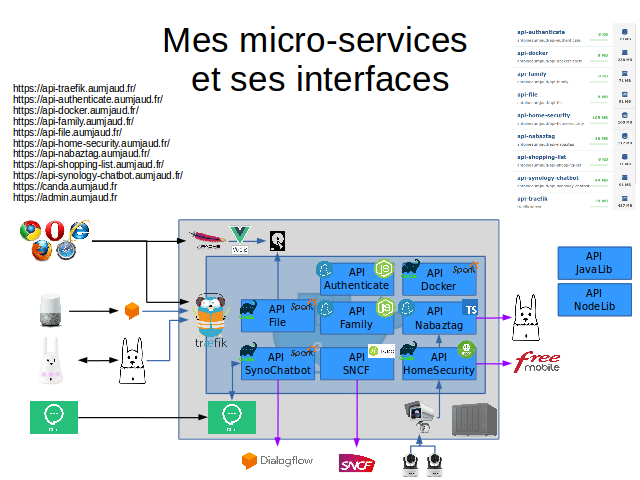 Mes micro-services
et ses interfaces
https://api-traefik.aumjaud.fr/
https://api-authenticate.aumjaud.fr/
https://api-docker.aumjaud.fr/
https://api-family.aumjaud.fr/
https://api-file.aumjaud.fr/
https://api-home-security.aumjaud.fr/
https://api-nabaztag.aumjaud.fr/
https://api-shopping-list.aumjaud.fr/
https://api-synology-chatbot.aumjaud.fr/
https://canda.aumjaud.fr
https://admin.aumjaud.fr
api-authenticate
api-docker
api-family
api-file
api-home-security
api-nabaztag
api-shopping-list
api-synology-chatbot
api-traefik
API
JavaLib
API
NodeLib
API
Authenticate
API
Docker
Spark
API
File
Spark
API
Family
API
Nabaztag
TS
API
SynoChatbot
Spark
API
SNCF
API
HomeSecurity
træfik
free
mobile
Dialogflow
SNCF